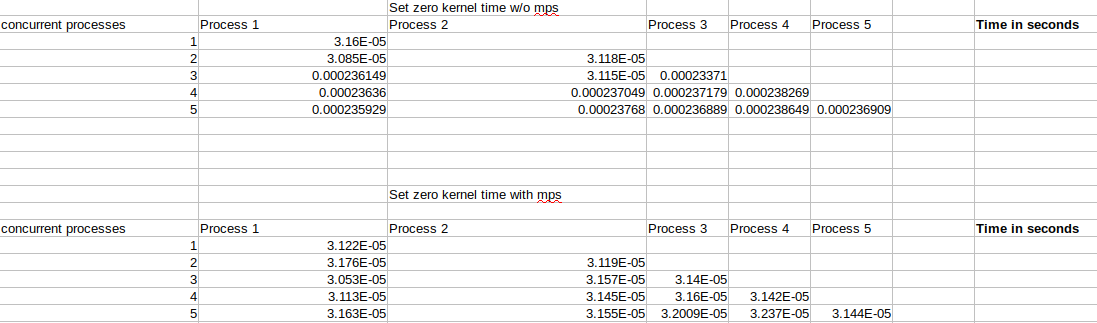 Set zero kernel time w/o mps
concurrent processes Process 1 Process 2 Process 3 Process 4 Process 5 Time in seconds
1 3.16E-05
2 3.085E-05 3.118E-05
3 0.000236149 3.115E-05 0.00023371
4 0.00023636 0.000237049 0.000237179 0.000238269
5 0.000235929 0.00023768 0.000236889 0.000238649 0.000236909
Set zero kernel time with mps
concurrent processes Process 1 Process 2 Process 3 Process 4 Process 5 Time in seconds
1 3.122E-05
2 3.176E-05 3.119E-05
3 3.053E-05 3.157E-05 3.14E-05
4 3.113E-05 3.145E-05 3.16E-05 3.142E-05
5 3.163E-05 3.155E-05 3.2009E-05 3.237E-05 3.144E-05